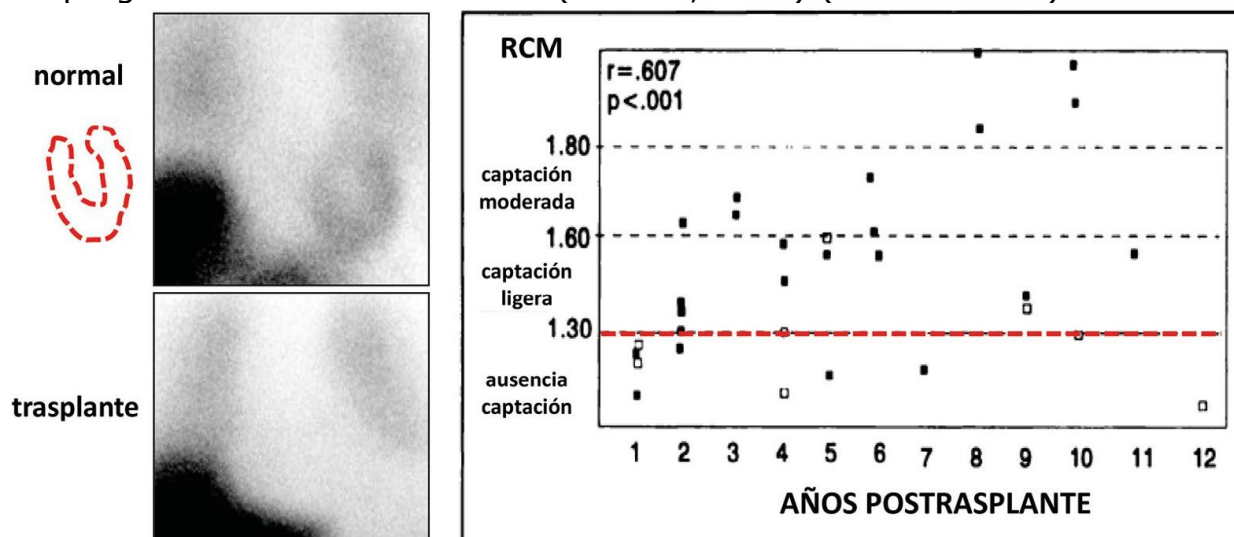 normal
trasplante
RCM
r=.607
p<.001
1.80
captación
moderada
1.60
captación
ligera
1.30
ausencia
captación
1 2 3 4 5 6 7 8 9 10 11 12
AÑOS POSTRASPLANTE